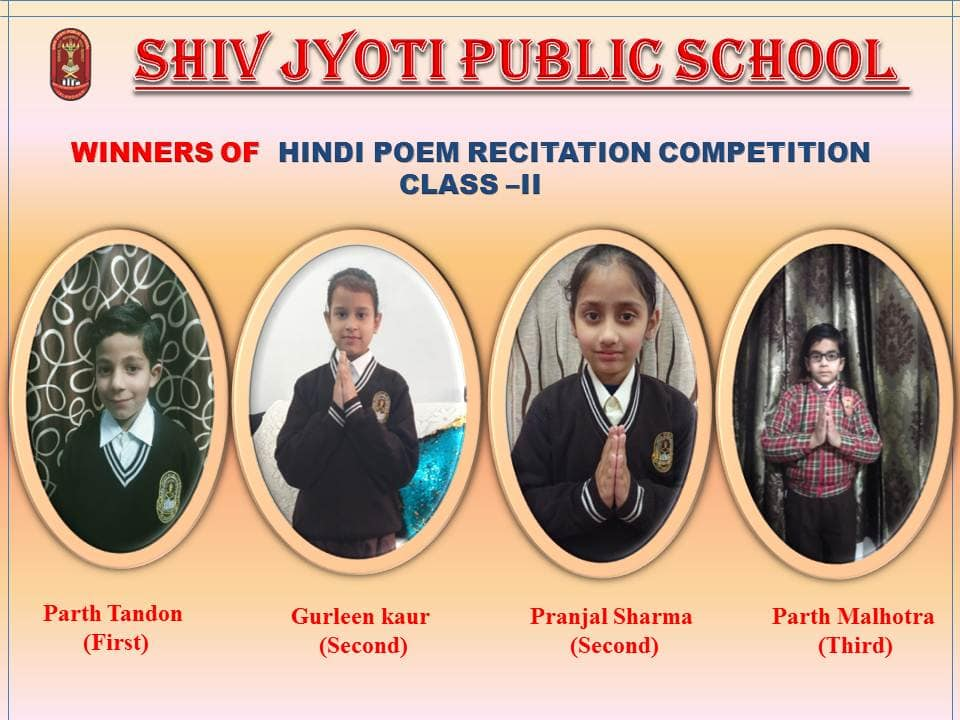 SHIV JYOTI PUBLIC SCHOOL
WINNERS OF HINDI POEM RECITATION COMPETITION
CLASS –II
Parth Tandon
(First)
Gurleen kaur
(Second)
Pranjal Sharma
(Second)
Parth Malhotra
(Third)